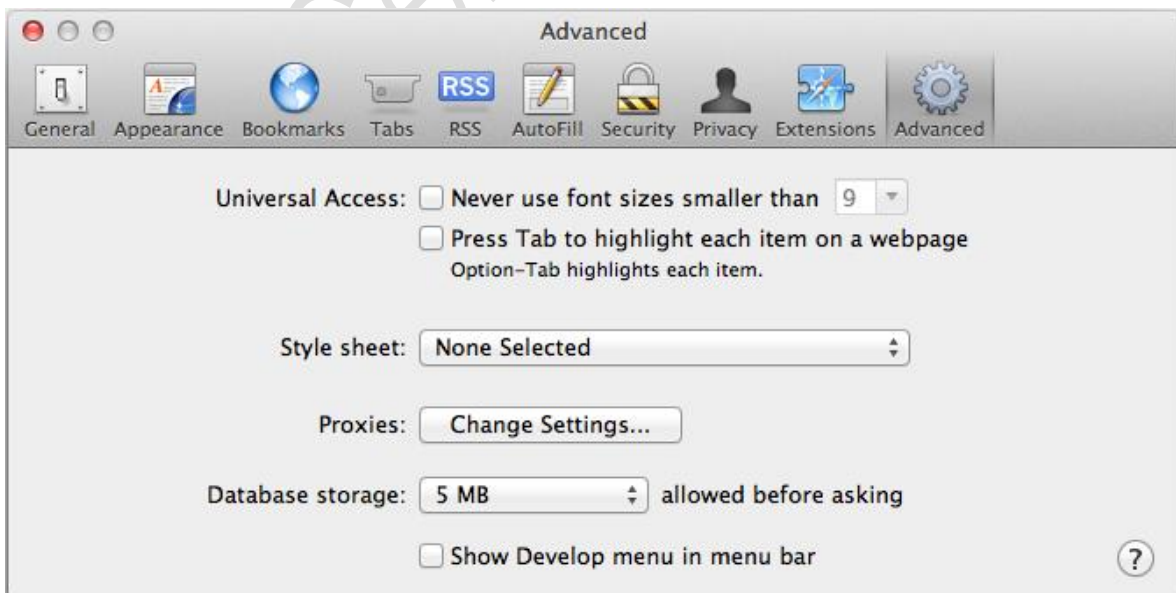 Advanced
General Appearance Bookmarks Tabs RSS AutoFill Security Privacy Extensions Advanced
RSS
Universal Access: Never use font sizes smaller than 9
Press Tab to highlight each item on a webpage
Option-Tab highlights each item.
Style sheet: None Selected
Proxies: Change Settings...
Database storage: 5 MB allowed before asking
Show Develop menu in menu bar
?